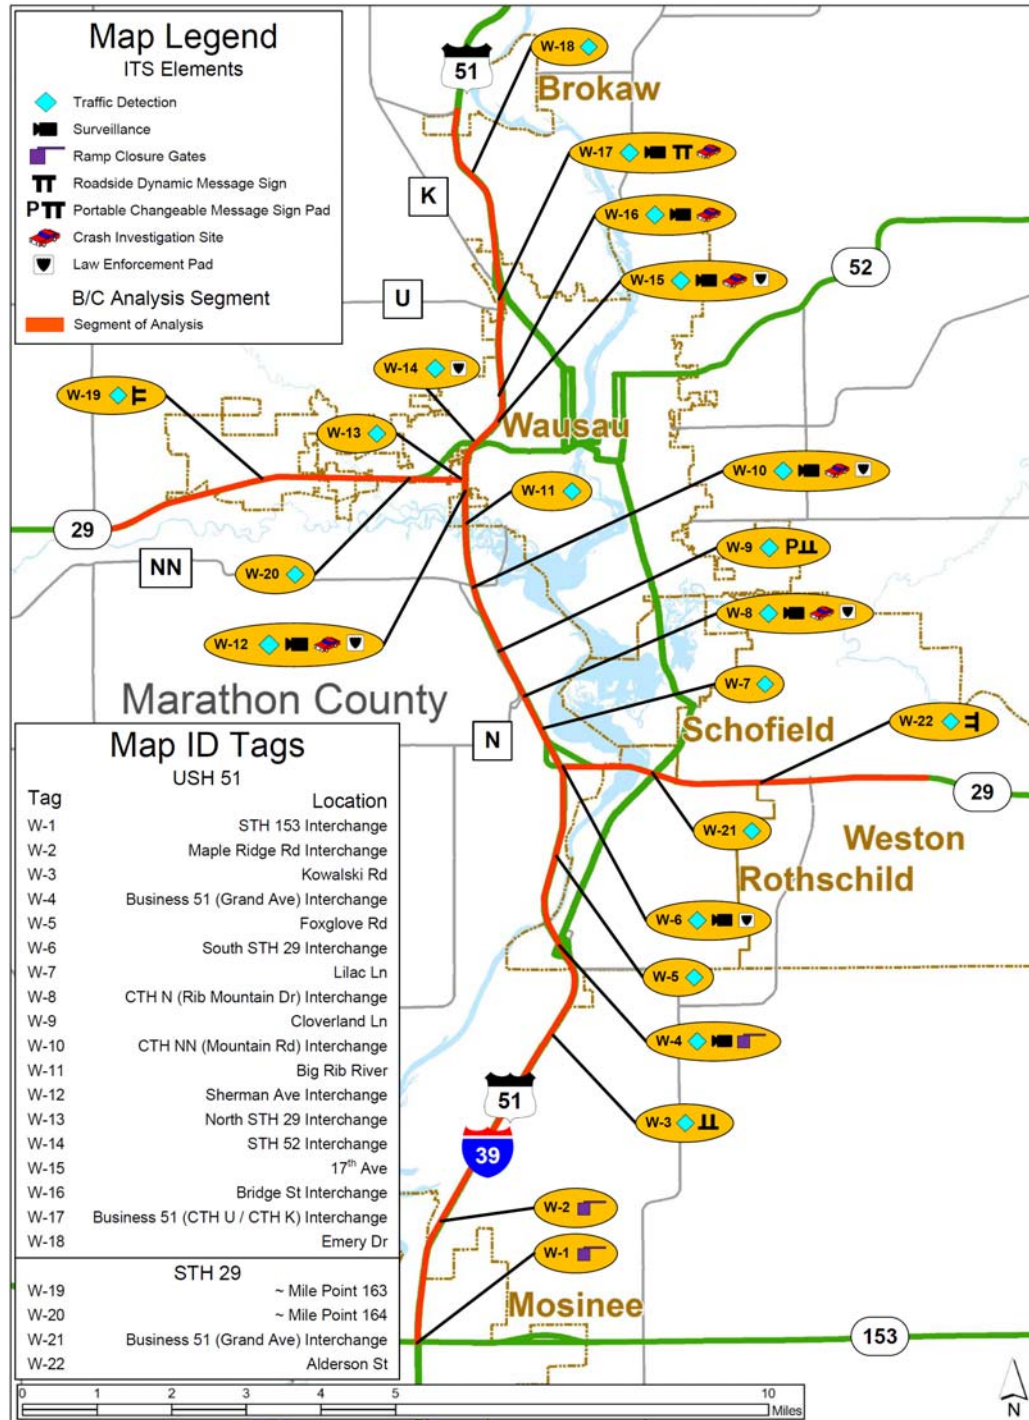 Map Legend
ITS Elements
Traffic Detection
Surveillance
Ramp Closure Gates
Roadside Dynamic Message Sign
P Portable Changeable Message Sign Pad
Crash Investigation Site
Law Enforcement Pad
B/C Analysis Segment
Segment of Analysis
51
W-18
Brokaw
W-17
K
W-16
52
W-15
U
W-14
W-19
Wausau
W-13
W-10
W-11
29
W-9 P
NN
W-20
W-8
W-12
Marathon County
W-7
N
Schofield
W-22
29
W-21
Weston
Rothschild
W-6
W-5
W-4
51
W-3
39
W-2
W-1
Mosinee
153
Map ID Tags
USH 51
Tag Location
W-1 STH 153 Interchange
W-2 Maple Ridge Rd Interchange
W-3 Kowalski Rd
W-4 Business 51 (Grand Ave) Interchange
W-5 Foxglove Rd
W-6 South STH 29 Interchange
W-7 Lilac Ln
W-8 CTH N (Rib Mountain Dr) Interchange
W-9 Cloverland Ln
W-10 CTH NN (Mountain Rd) Interchange
W-11 Big Rib River
W-12 Sherman Ave Interchange
W-13 North STH 29 Interchange
W-14 STH 52 Interchange
W-15 17th Ave
W-16 Bridge St Interchange
W-17 Business 51 (CTH U / CTH K) Interchange
W-18 Emery Dr
STH 29
W-19 ~ Mile Point 163
W-20 ~ Mile Point 164
W-21 Business 51 (Grand Ave) Interchange
W-22 Alderson St
0 1 2 3 4 5 10
Miles
N